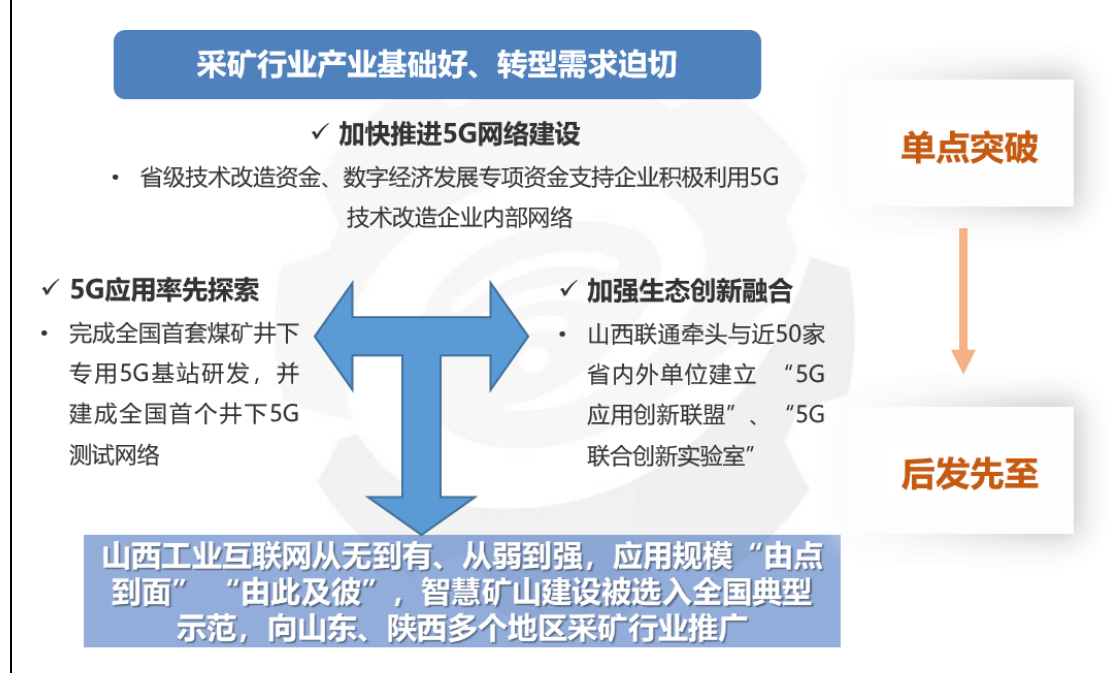 采矿行业产业基础好、转型需求迫切
✓ 加快推进5G网络建设
• 省级技术改造资金、数字经济发展专项资金支持企业积极利用5G
技术改造企业内部网络
✓ 5G应用率先探索
• 完成全国首套煤矿井下
专用5G基站研发，并
建成全国首个井下5G
测试网络
✓ 加强生态创新融合
• 山西联通牵头与近50家
省内外单位建立 “5G
应用创新联盟”、“5G
联合创新实验室”
山西工业互联网从无到有、从弱到强，应用规模“由点
到面” “由此及彼”，智慧矿山建设被选入全国典型
示范，向山东、陕西多个地区采矿行业推广
单点突破
后发先至